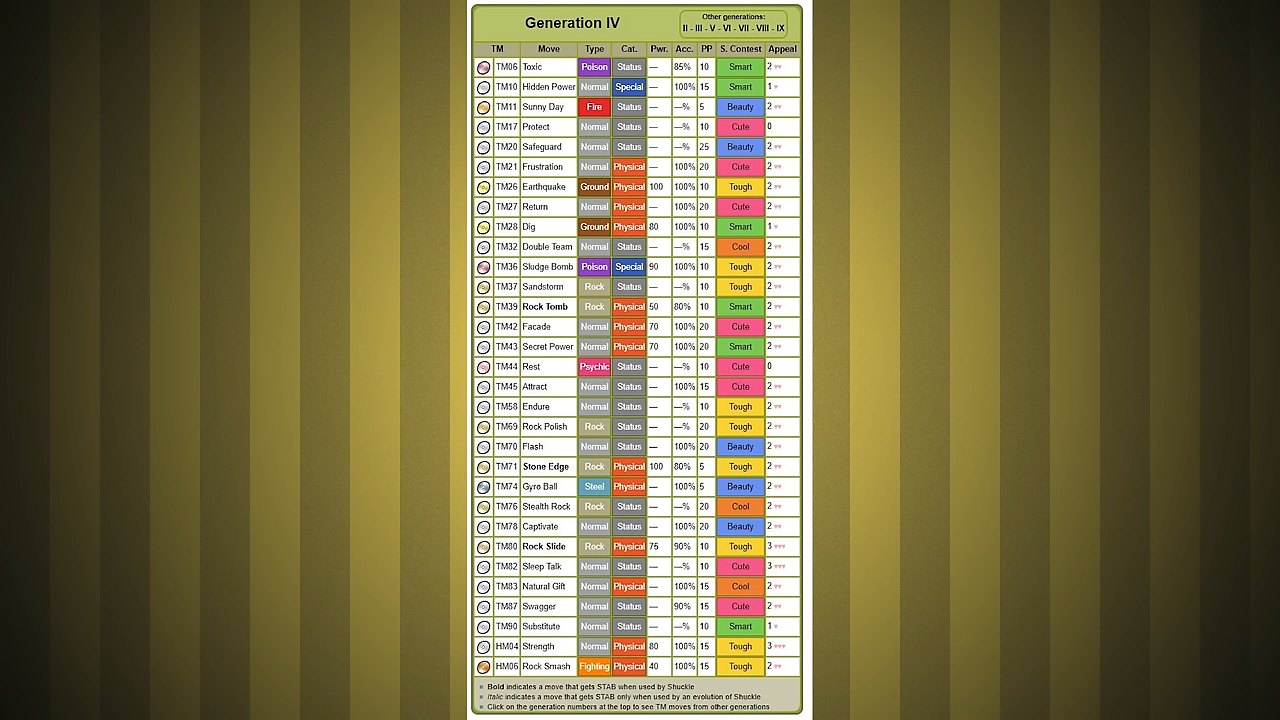 Generation IV
Other generations:
II - III - V - VI - VII - VIII - IX
TM Move Type Cat. Pwr. Acc. PP S. Contest Appeal
TM06 Toxic Poison Status — 85% 10 Smart 2 ♥♥
TM10 Hidden Power Normal Special — 100% 15 Smart 1 ♥
TM11 Sunny Day Fire Status — —% 5 Beauty 2 ♥♥
TM17 Protect Normal Status — —% 10 Cute 0
TM20 Safeguard Normal Status — —% 25 Beauty 2 ♥♥
TM21 Frustration Normal Physical — 100% 20 Cute 2 ♥♥
TM26 Earthquake Ground Physical 100 100% 10 Tough 2 ♥♥
TM27 Return Normal Physical — 100% 20 Cute 2 ♥♥
TM28 Dig Ground Physical 80 100% 10 Smart 1 ♥
TM32 Double Team Normal Status — —% 15 Cool 2 ♥♥
TM36 Sludge Bomb Poison Special 90 100% 10 Tough 2 ♥♥
TM37 Sandstorm Rock Status — —% 10 Tough 2 ♥♥
TM39 Rock Tomb Rock Physical 50 80% 10 Smart 2 ♥♥
TM42 Facade Normal Physical 70 100% 20 Cute 2 ♥♥
TM43 Secret Power Normal Physical 70 100% 20 Smart 2 ♥♥
TM44 Rest Psychic Status — —% 10 Cute 0
TM45 Attract Normal Status — 100% 15 Cute 2 ♥♥
TM58 Endure Normal Status — —% 10 Tough 2 ♥♥
TM69 Rock Polish Rock Status — —% 20 Tough 2 ♥♥
TM70 Flash Normal Status — 100% 20 Beauty 2 ♥♥
TM71 Stone Edge Rock Physical 100 80% 5 Tough 2 ♥♥
TM74 Gyro Ball Steel Physical — 100% 5 Beauty 2 ♥♥
TM76 Stealth Rock Rock Status — —% 20 Cool 2 ♥♥
TM78 Captivate Normal Status — 100% 20 Beauty 2 ♥♥
TM80 Rock Slide Rock Physical 75 90% 10 Tough 3 ♥♥♥
TM82 Sleep Talk Normal Status — —% 10 Cute 3 ♥♥♥
TM83 Natural Gift Normal Physical — 100% 15 Cool 2 ♥♥
TM87 Swagger Normal Status — 90% 15 Cute 2 ♥♥
TM90 Substitute Normal Status — —% 10 Smart 1 ♥
HM04 Strength Normal Physical 80 100% 15 Tough 3 ♥♥♥
HM06 Rock Smash Fighting Physical 40 100% 15 Tough 2 ♥♥
Bold indicates a move that gets STAB when used by Shuckle
Italic indicates a move that gets STAB only when used by an evolution of Shuckle
Click on the generation numbers at the top to see TM moves from other generations